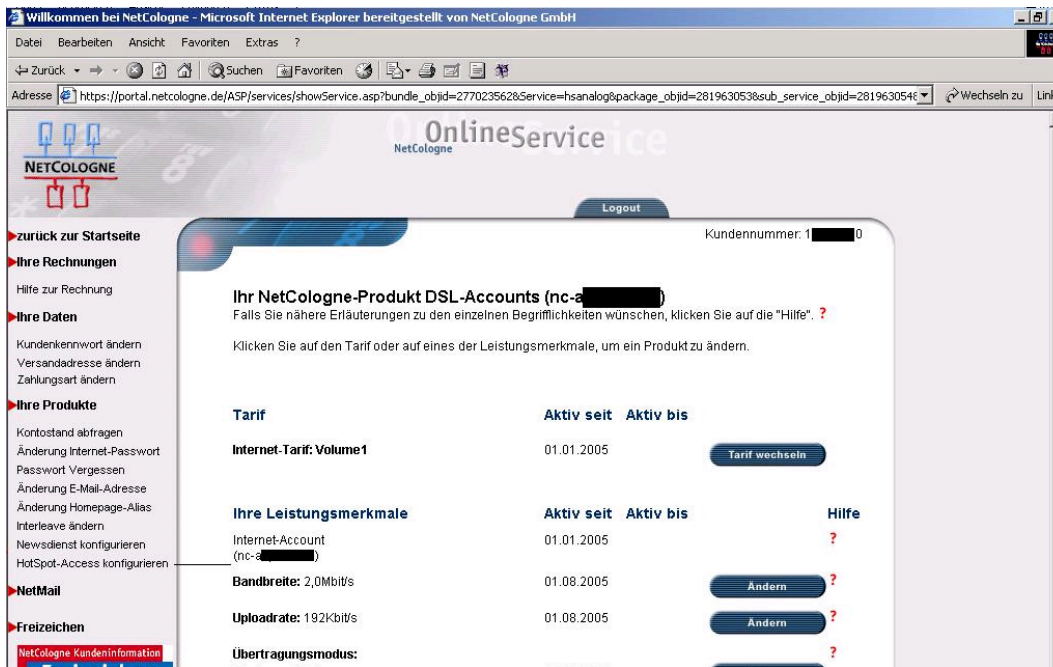 Willkommen bei NetCologne - Microsoft Internet Explorer bereitgestellt von NetCologne GmbH
Datei Bearbeiten Ansicht Favoriten Extras ?
Zurück Suchen Favoriten
Adresse https://portal.netcologne.de/ASP/services/showService.asp?bundle_objid=277023562&Service=hsanalog&package_objid=281963053&sub_service_objid=281963054 Wechseln zu Link
NETCOLOGNE
OnlineService
NetCologne
Logout
Kundennummer: 1 0
zurück zur Startseite
Ihre Rechnungen
Hilfe zur Rechnung
Ihre Daten
Kundenkennwort ändern
Versandadresse ändern
Zahlungsart ändern
Ihre Produkte
Kontostand abfragen
Änderung Internet-Passwort
Passwort Vergessen
Änderung E-Mail-Adresse
Änderung Homepage-Alias
Interleave ändern
Newsdienst konfigurieren
HotSpot-Access konfigurieren
NetMail
Freizeichen
NetCologne Kundeninformation
Ihr NetCologne-Produkt DSL-Accounts (nc-a )
Falls Sie nähere Erläuterungen zu den einzelnen Begrifflichkeiten wünschen, klicken Sie auf die "Hilfe". ?
Klicken Sie auf den Tarif oder auf eines der Leistungsmerkmale, um ein Produkt zu ändern.
Tarif Aktiv seit Aktiv bis
Internet-Tarif: Volume1 01.01.2005 Tarif wechseln
Ihre Leistungsmerkmale Aktiv seit Aktiv bis Hilfe
Internet-Account 01.01.2005 ?
(nc-a )
Bandbreite: 2,0Mbit/s 01.08.2005 Ändern ?
Uploadrate: 192Kbit/s 01.08.2005 Ändern ?
Übertragungsmodus: ?